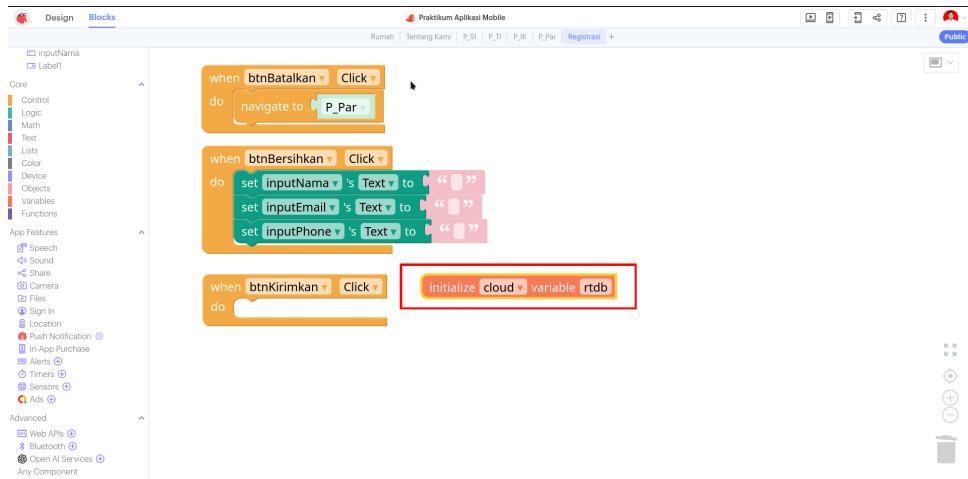 Design Blocks Praktikum Aplikasi Mobile
Rumah Tentang Kami P_SI P_TI P_IK P_Par Registrasi +
Public
inputNama
Label1
Core
Control
Logic
Math
Text
Lists
Color
Device
Objects
Variables
Functions
App Features
Speech
Sound
Share
Camera
Files
Sign In
Location
Push Notification
In-App Purchase
Alerts
Timers
Sensors
Ads
Advanced
Web APIs
Bluetooth
Open AI Services
Any Component
when btnBatalkan Click
do navigate to P_Par
when btnBersihkan Click
do set inputNama 's Text to “ ”
set inputEmail 's Text to “ ”
set inputPhone 's Text to “ ”
when btnKirimkan Click
do
initialize cloud variable rtdb